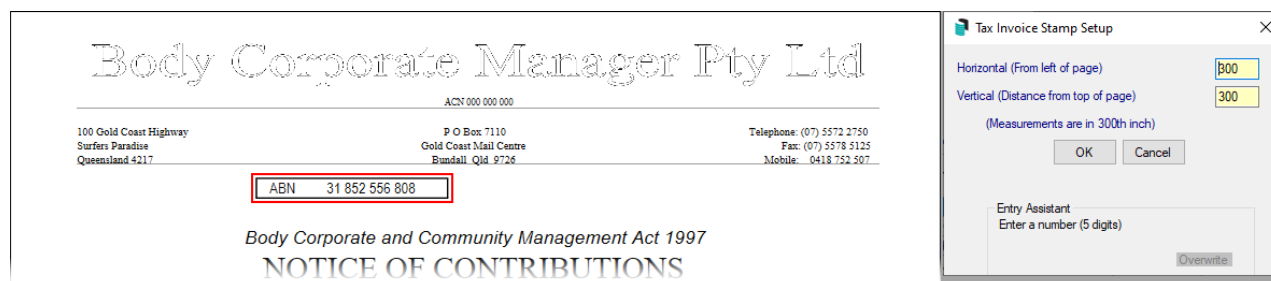 Body Corporate Manager Pty Ltd
ACN 000 000 000
100 Gold Coast Highway P O Box 7110 Telephone: (07) 5572 2750
Surfers Paradise Gold Coast Mail Centre Fax: (07) 5578 5125
Queensland 4217 Bundall Qld 9726 Mobile: 0418 752 507
ABN 31 852 556 808
Body Corporate and Community Management Act 1997
NOTICE OF CONTRIBUTIONS
Tax Invoice Stamp Setup
Horizontal (From left of page) 300
Vertical (Distance from top of page) 300
(Measurements are in 300th inch)
OK Cancel
Entry Assistant
Enter a number (5 digits)
Overwrite